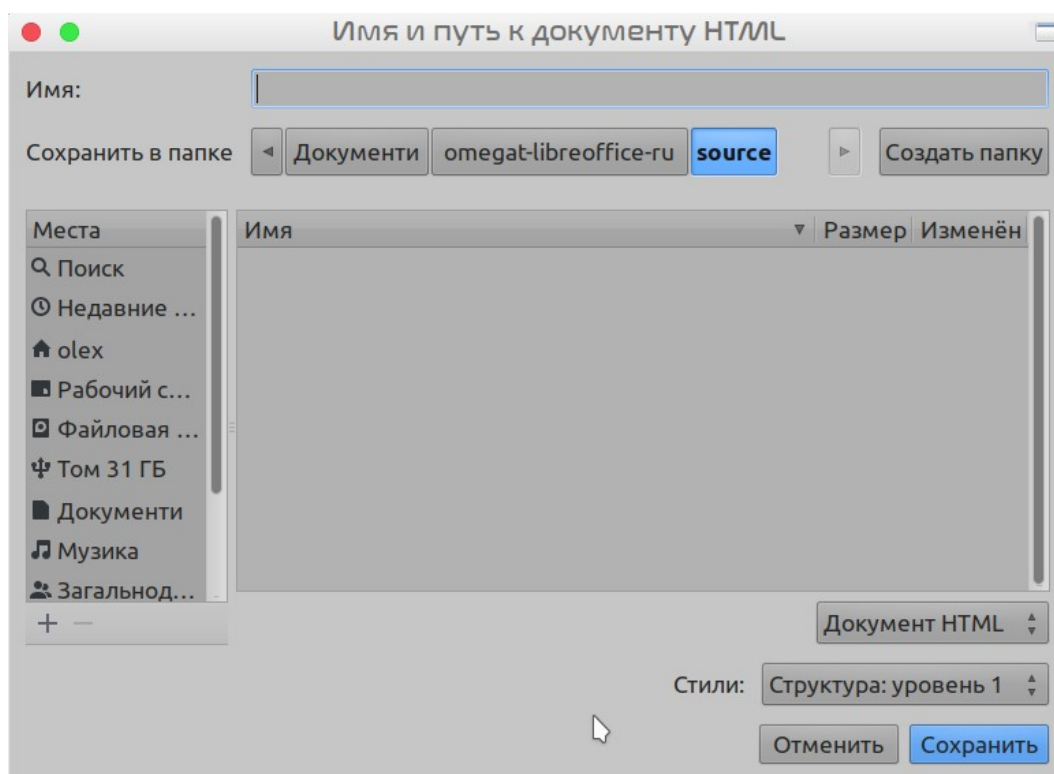 Имя и путь к документу HTML
Имя:
Сохранить в папке Документи omegat-libreoffice-ru source Создать папку
Места
Поиск
Недавние ...
olex
Рабочий с...
Файловая ...
Том 31 ГБ
Документи
Музика
Загальнод...
Имя Размер Изменён
Документ HTML
Стили: Структура: уровень 1
Отменить Сохранить